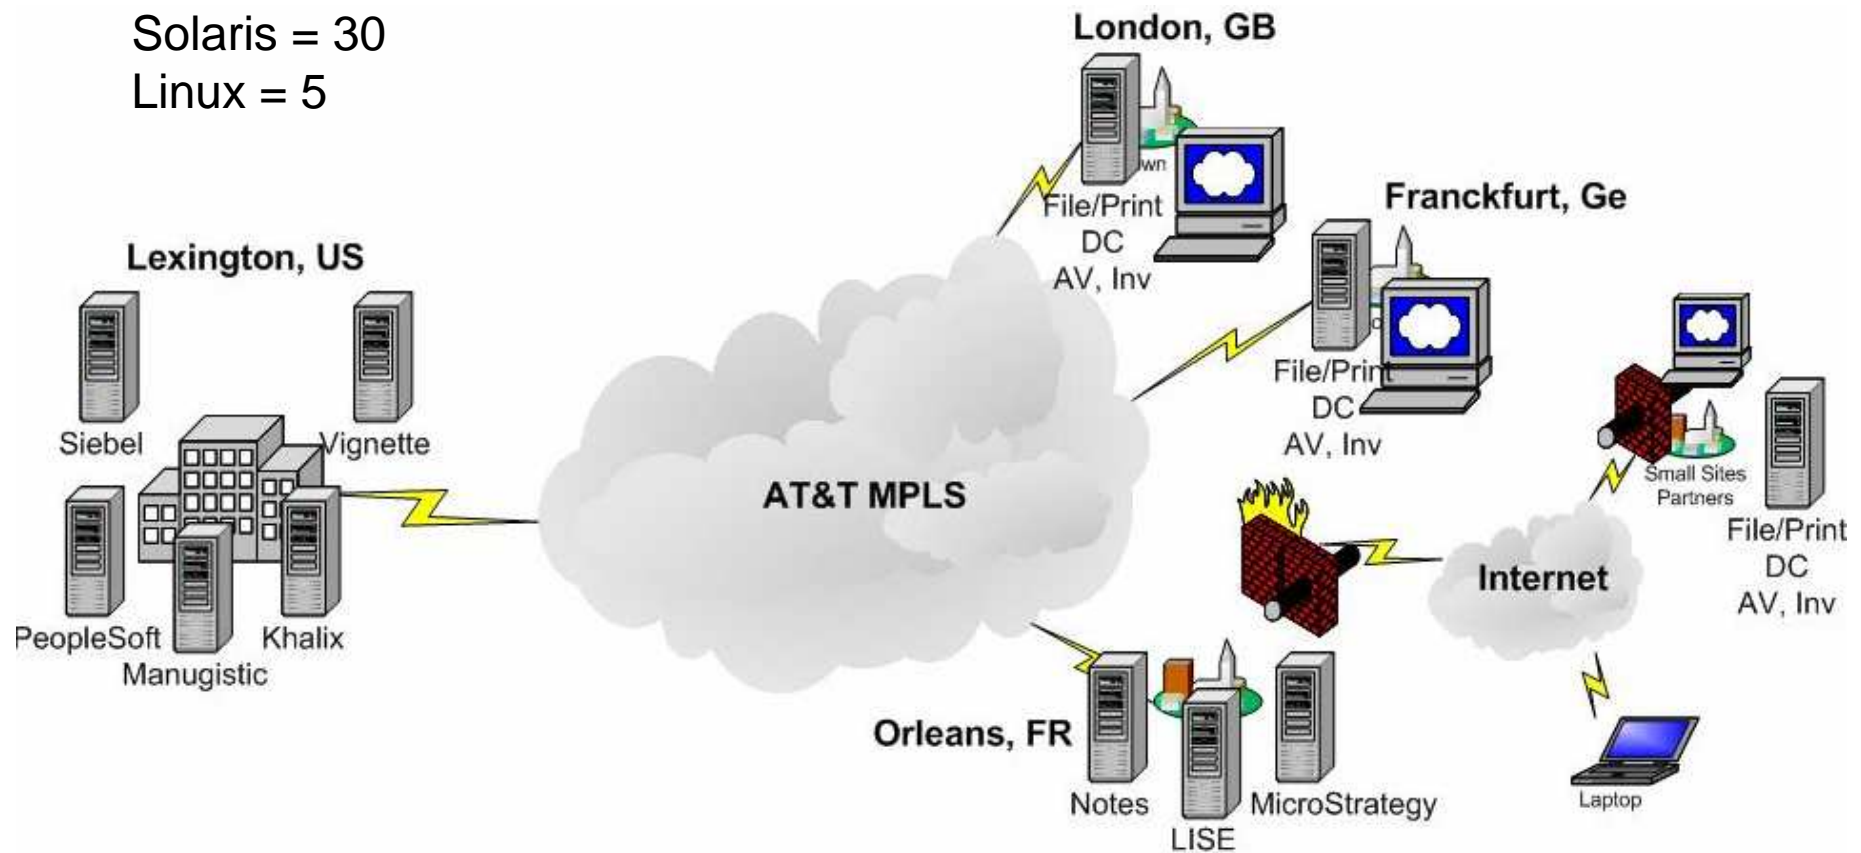 Solaris = 30
Linux = 5
London, GB
File/Print
DC
AV, Inv
Franckfurt, Ge
File/Print
DC
AV, Inv
Lexington, US
Siebel
Vignette
PeopleSoft
Khalix
Manugistic
AT&T MPLS
Small Sites
Partners
File/Print
DC
AV, Inv
Internet
Orleans, FR
Notes
LISE
MicroStrategy
Laptop